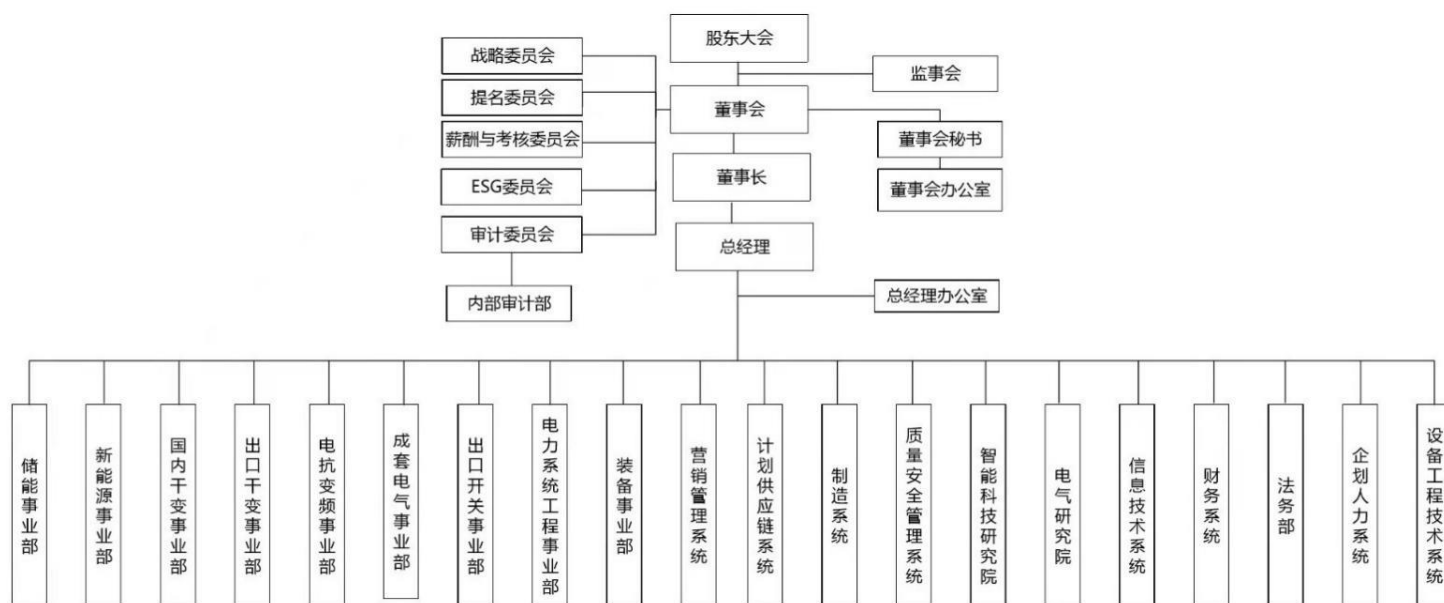 股东大会
战略委员会
监事会
提名委员会
董事会
薪酬与考核委员会
董事会秘书
董事长
ESG委员会
董事会办公室
审计委员会
总经理
内部审计部
总经理办公室
储能事业部
新能源事业部
国内干变事业部
出口干变事业部
电抗变频事业部
成套电气事业部
出口开关事业部
电力系统工程事业部
装备事业部
营销管理系统
计划供应链系统
制造系统
质量安全管理系统
智能科技研究院
电气研究院
信息技术系统
财务系统
法务部
企划人力系统
设备工程技术系统